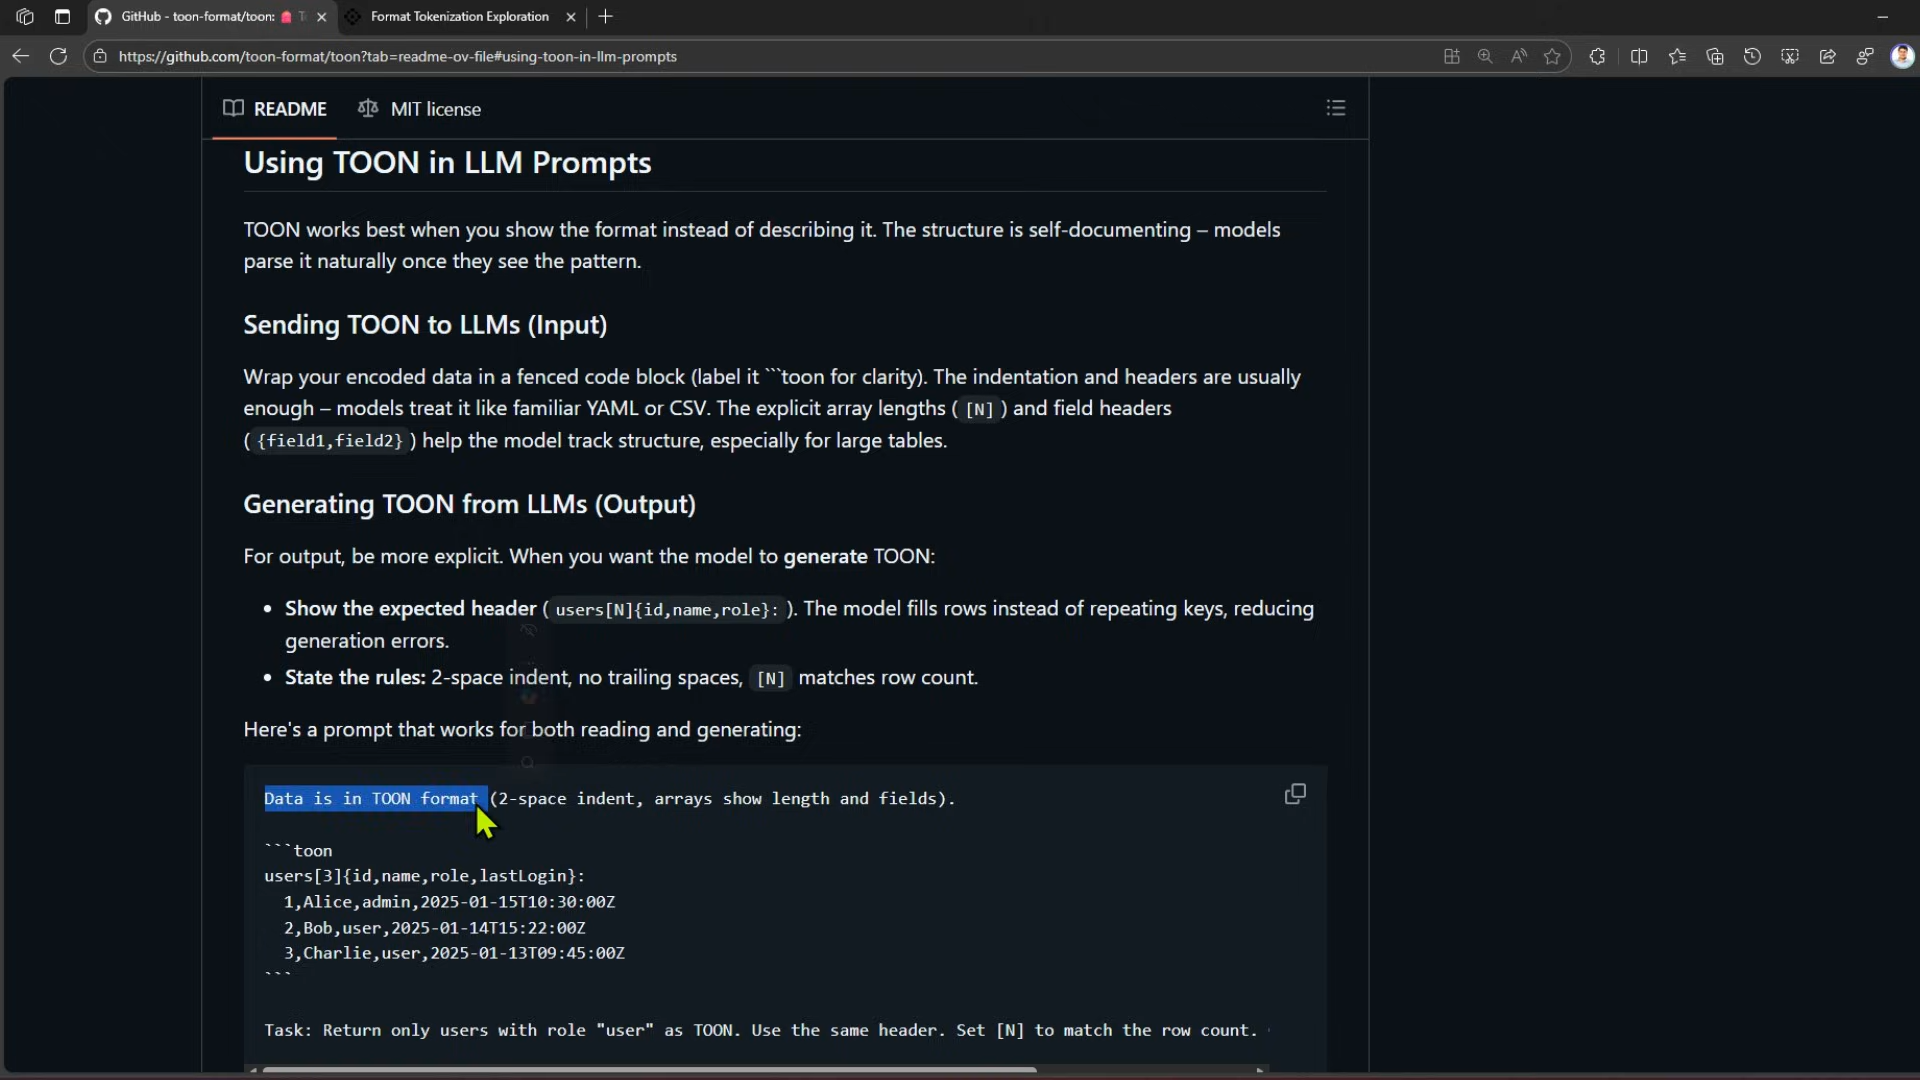 GitHub - toon-format/toon:
Format Tokenization Exploration
https://github.com/toon-format/toon?tab=readme-ov-file#using-toon-in-llm-prompts
README
MIT license
Using TOON in LLM Prompts
TOON works best when you show the format instead of describing it. The structure is self-documenting – models
parse it naturally once they see the pattern.
Sending TOON to LLMs (Input)
Wrap your encoded data in a fenced code block (label it ```toon for clarity). The indentation and headers are usually
enough – models treat it like familiar YAML or CSV. The explicit array lengths ( [N] ) and field headers
( {field1,field2} ) help the model track structure, especially for large tables.
Generating TOON from LLMs (Output)
For output, be more explicit. When you want the model to generate TOON:
• Show the expected header ( users[N]{id,name,role}: ). The model fills rows instead of repeating keys, reducing
generation errors.
• State the rules: 2-space indent, no trailing spaces, [N] matches row count.
Here's a prompt that works for both reading and generating:
Data is in TOON format (2-space indent, arrays show length and fields).
```toon
users[3]{id,name,role,lastLogin}:
1,Alice,admin,2025-01-15T10:30:00Z
2,Bob,user,2025-01-14T15:22:00Z
3,Charlie,user,2025-01-13T09:45:00Z
```
Task: Return only users with role "user" as TOON. Use the same header. Set [N] to match the row count.